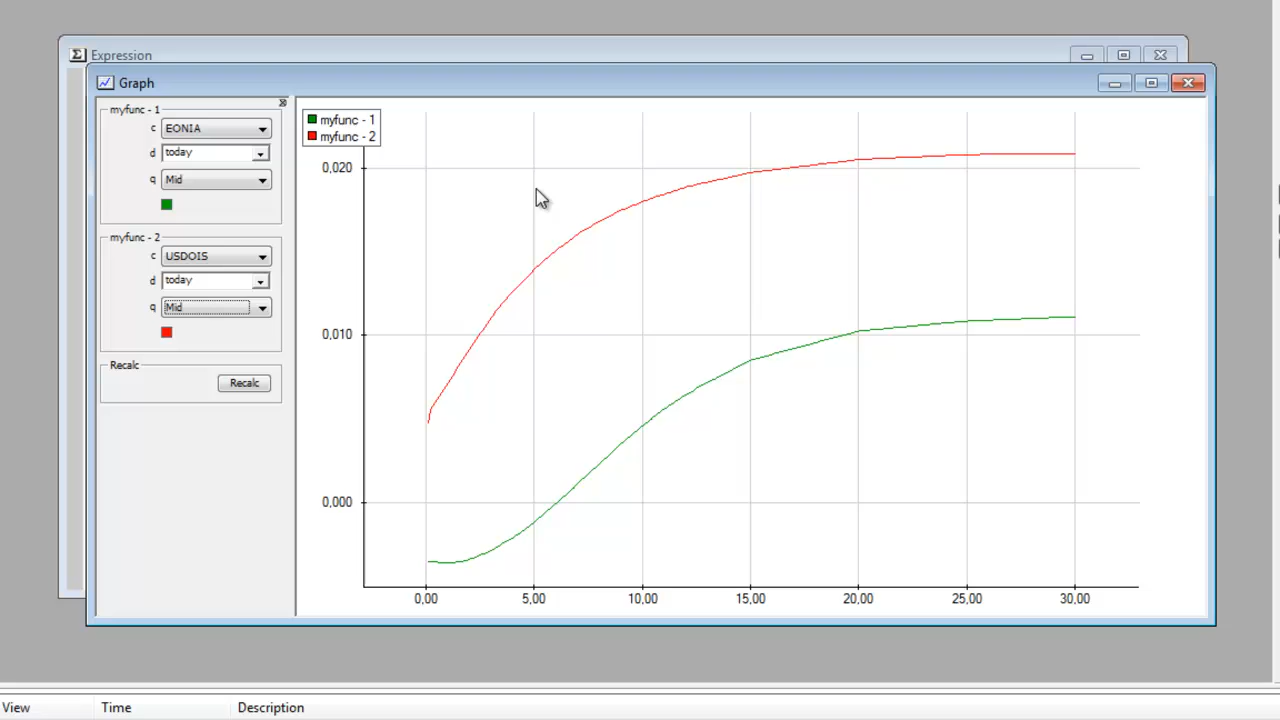 Expression
Graph
myfunc - 1
c EONIA
d today
q Mid
myfunc - 2
c USDOIS
d today
q Mid
Recalc
Recalc
myfunc - 1
myfunc - 2
0,020
0,010
0,000
0,00 5,00 10,00 15,00 20,00 25,00 30,00
View Time Description